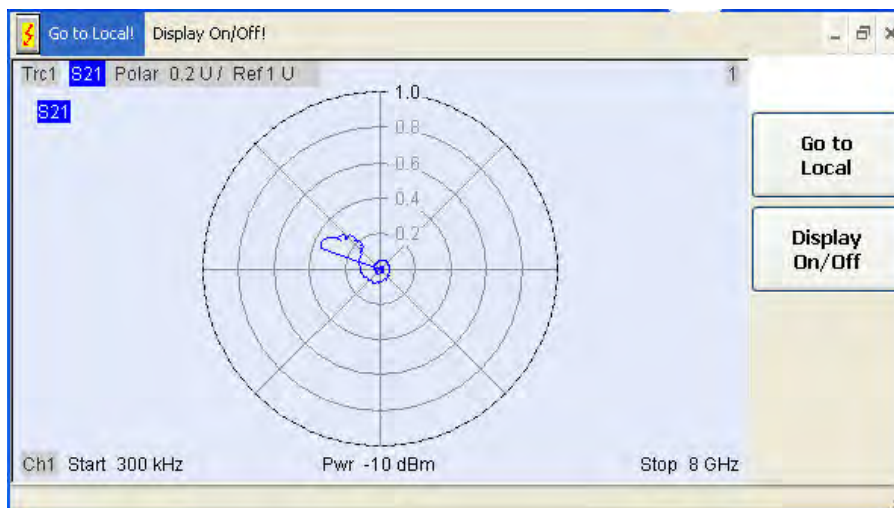 Go to Local! Display On/Off!
Trc1 S21 Polar 0.2 U / Ref 1 U 1
S21
1.0
0.8
0.6
0.4
0.2
Go to
Local
Display
On/Off
Ch1 Start 300 kHz Pwr -10 dBm Stop 8 GHz